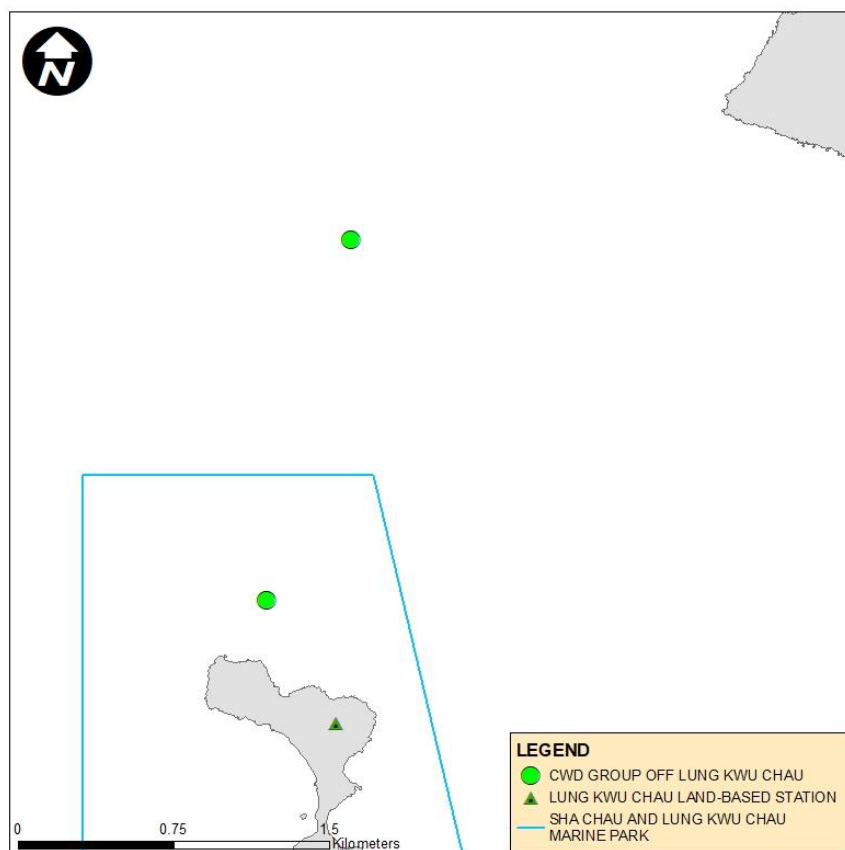 N
LEGEND
CWD GROUP OFF LUNG KWU CHAU
LUNG KWU CHAU LAND-BASED STATION
SHA CHAU AND LUNG KWU CHAU
MARINE PARK
0 0.75 1.5
Kilometers